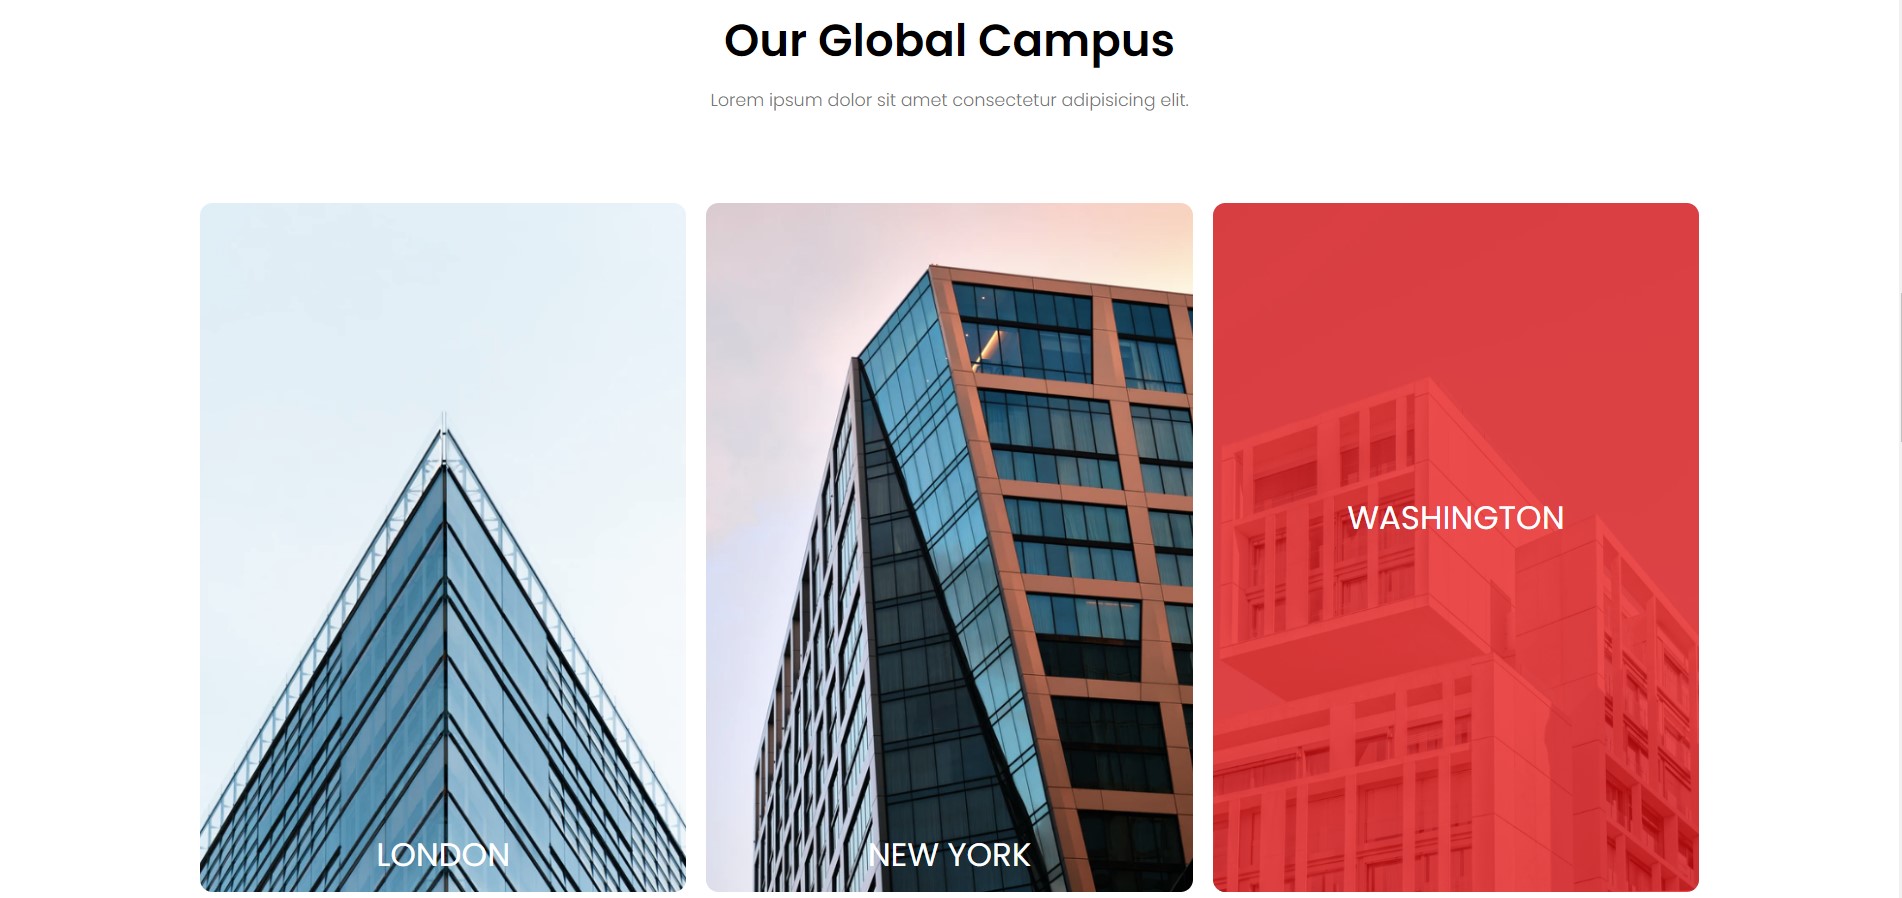 Our Global Campus
Lorem ipsum dolor sit amet consectetur adipisicing elit.
LONDON
NEW YORK
WASHINGTON